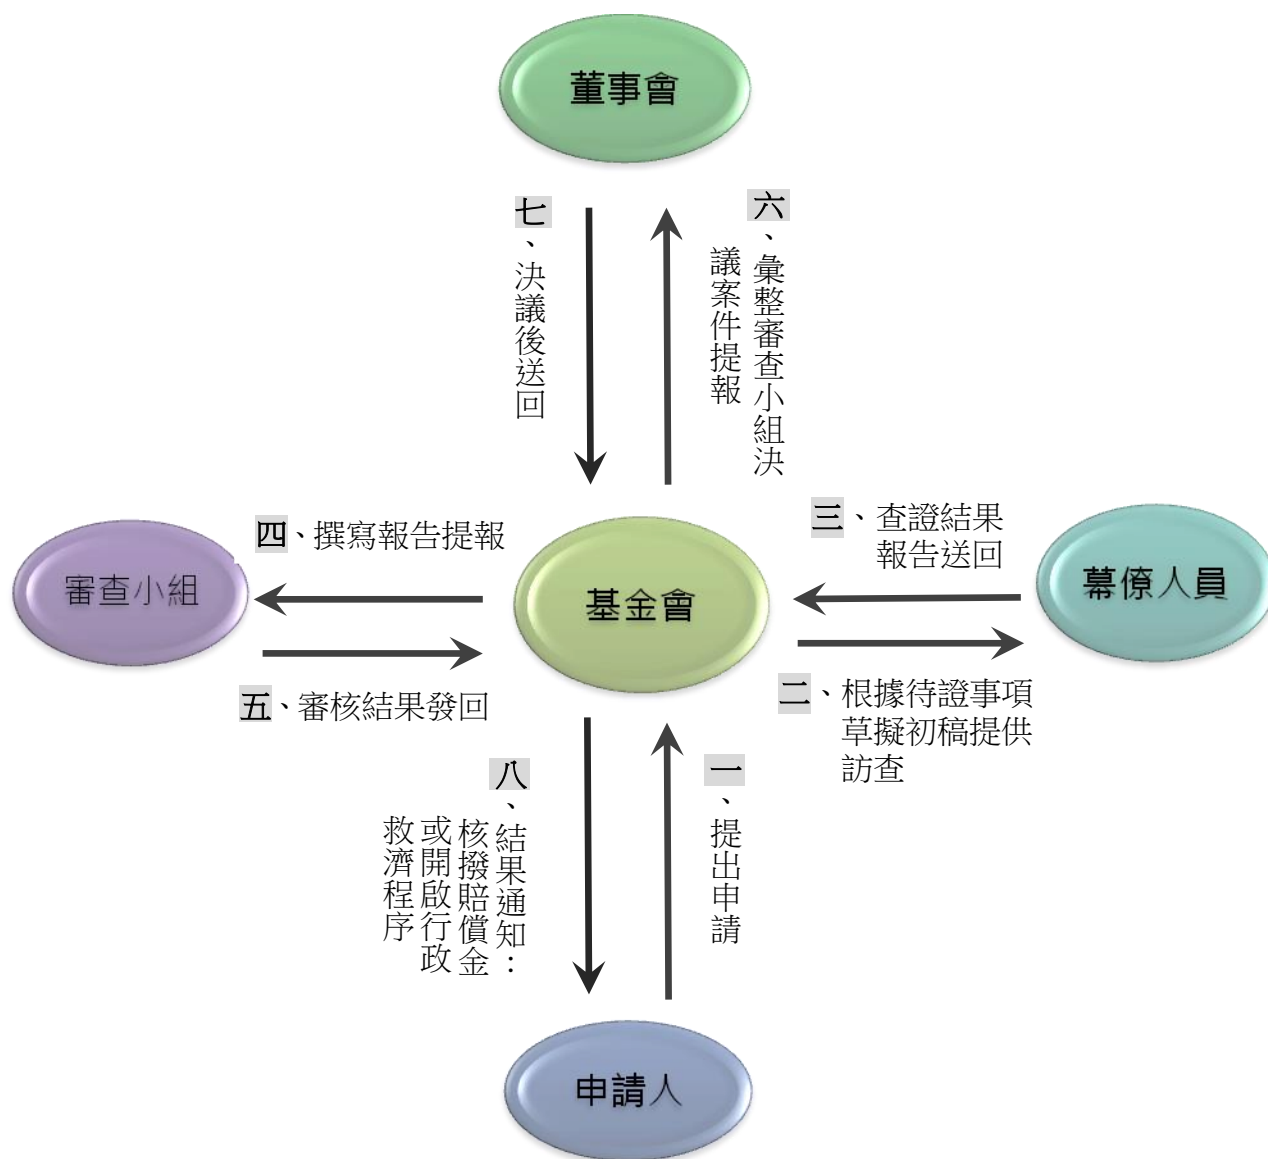 董事會
七、決議後送回
六、彙整審查小組決
議案件提報
四、撰寫報告提報
三、查證結果
報告送回
審查小組
基金會
幕僚人員
五、審核結果發回
二、根據待證事項
草擬初稿提供
訪查
八、結果通知：
核撥賠償金
或開啟行政
救濟程序
一、提出申請
申請人